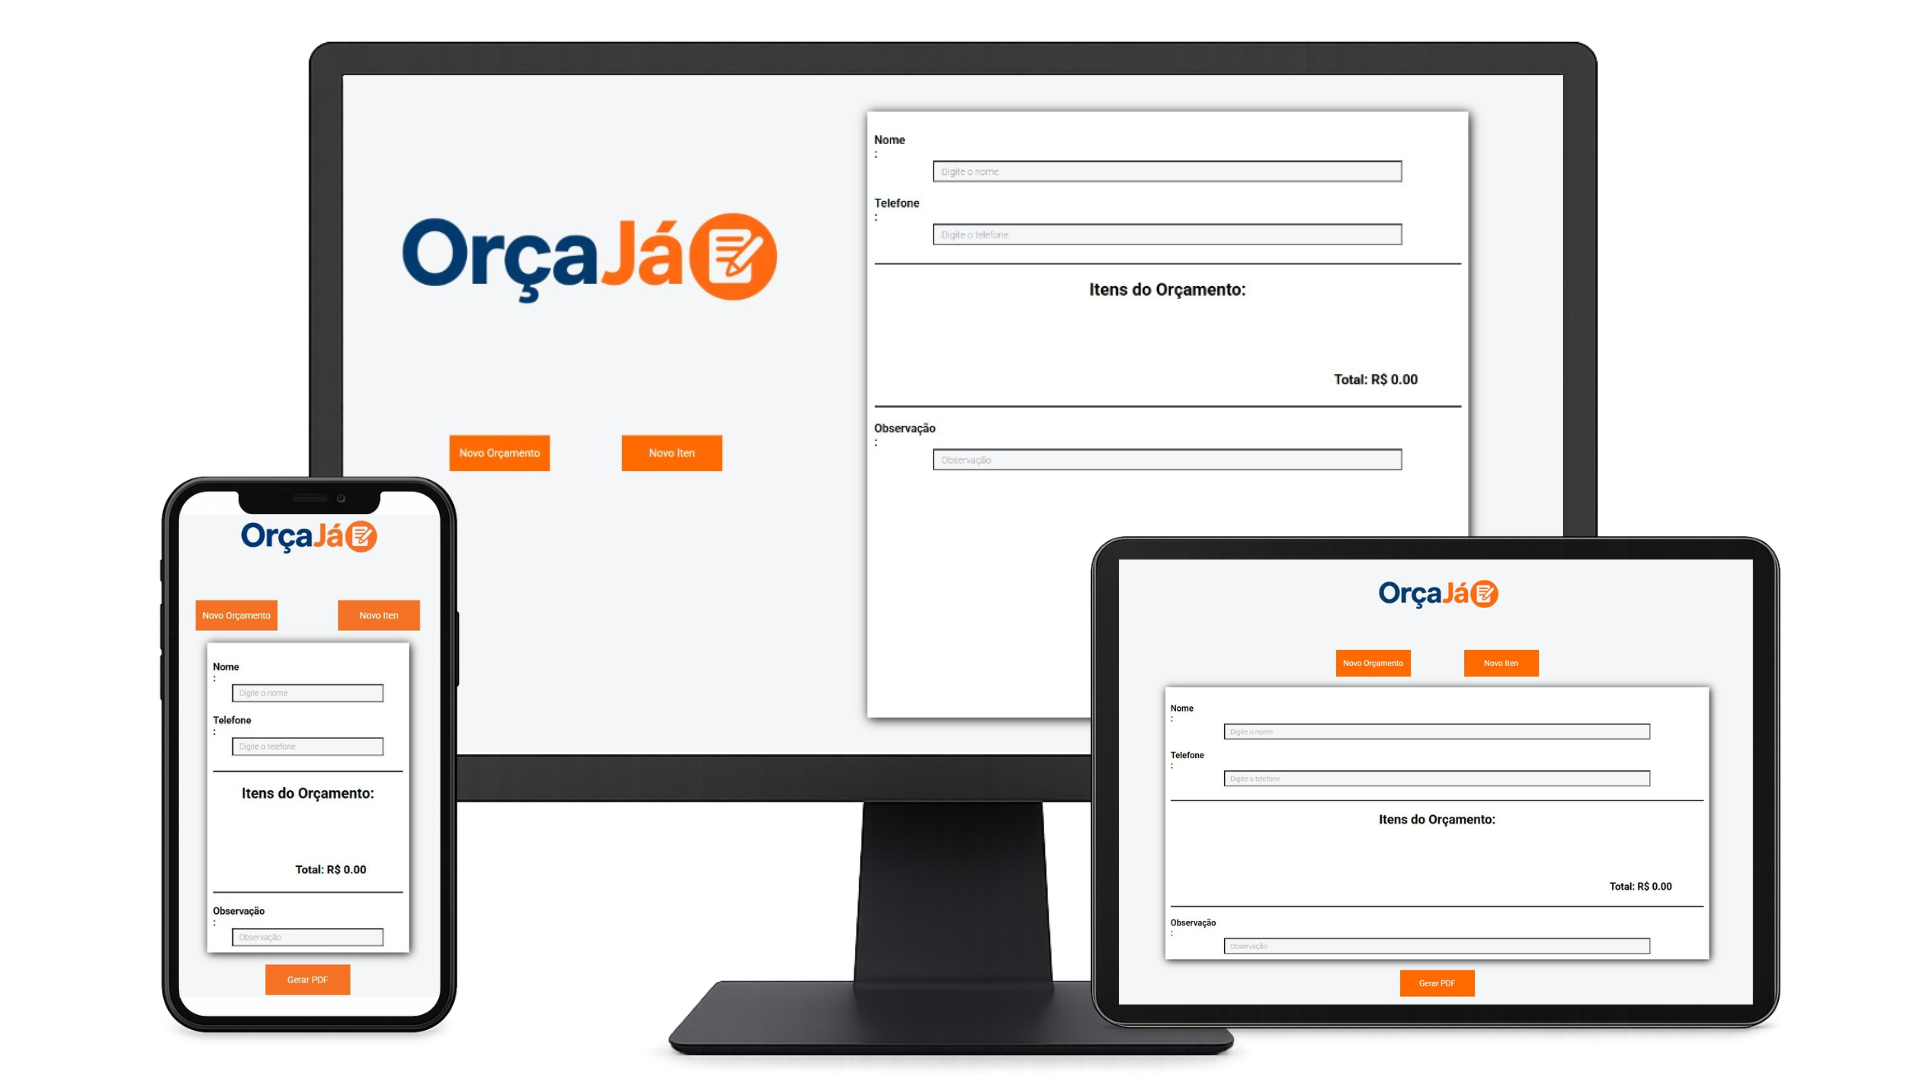 OrçaJá
Novo Orçamento
Novo Iten
Nome
:
Digite o nome
Telefone
:
Digite o telefone
Itens do Orçamento:
Total: R$ 0.00
Observação
:
Observação
OrçaJá
Novo Orçamento
Novo Iten
Nome
:
Digite o nome
Telefone
:
Digite o telefone
Itens do Orçamento:
Total: R$ 0.00
Observação
:
Observação
Gerar PDF
OrçaJá
Novo Orçamento
Novo Iten
Nome
:
Digite o nome
Telefone
:
Digite o telefone
Itens do Orçamento:
Total: R$ 0.00
Observação
:
Observação
Gerar PDF